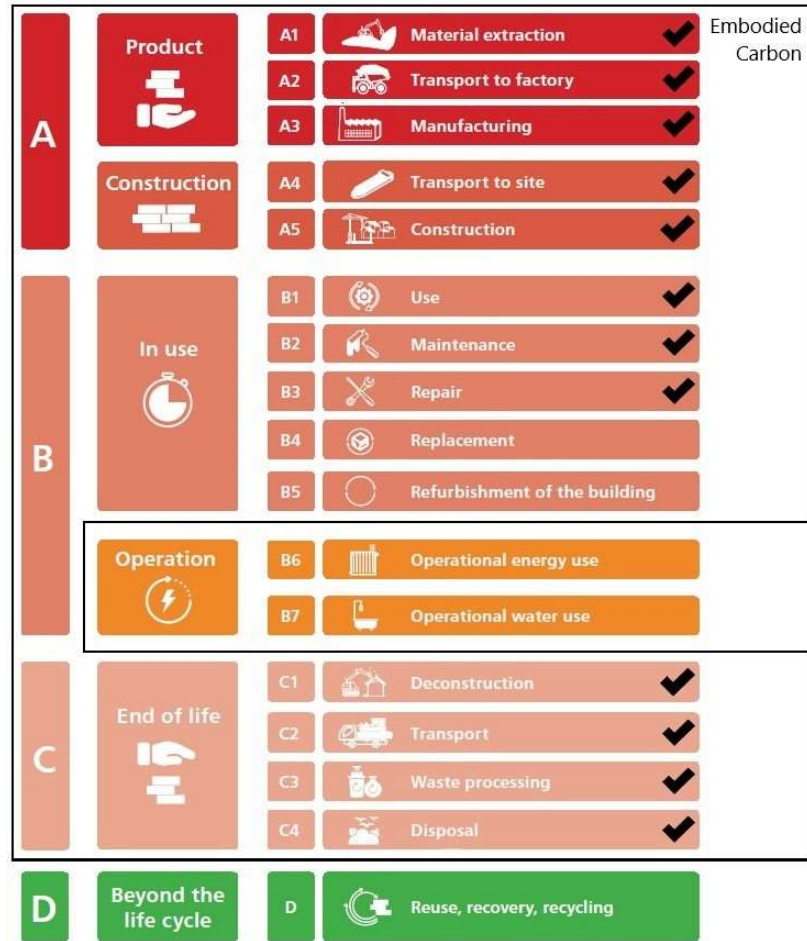 Embodied
Carbon
A
Product
A1 Material extraction
A2 Transport to factory
A3 Manufacturing
Construction
A4 Transport to site
A5 Construction
B
In use
B1 Use
B2 Maintenance
B3 Repair
B4 Replacement
B5 Refurbishment of the building
Operation
B6 Operational energy use
B7 Operational water use
C
End of life
C1 Deconstruction
C2 Transport
C3 Waste processing
C4 Disposal
D
Beyond the
life cycle
D Reuse, recovery, recycling